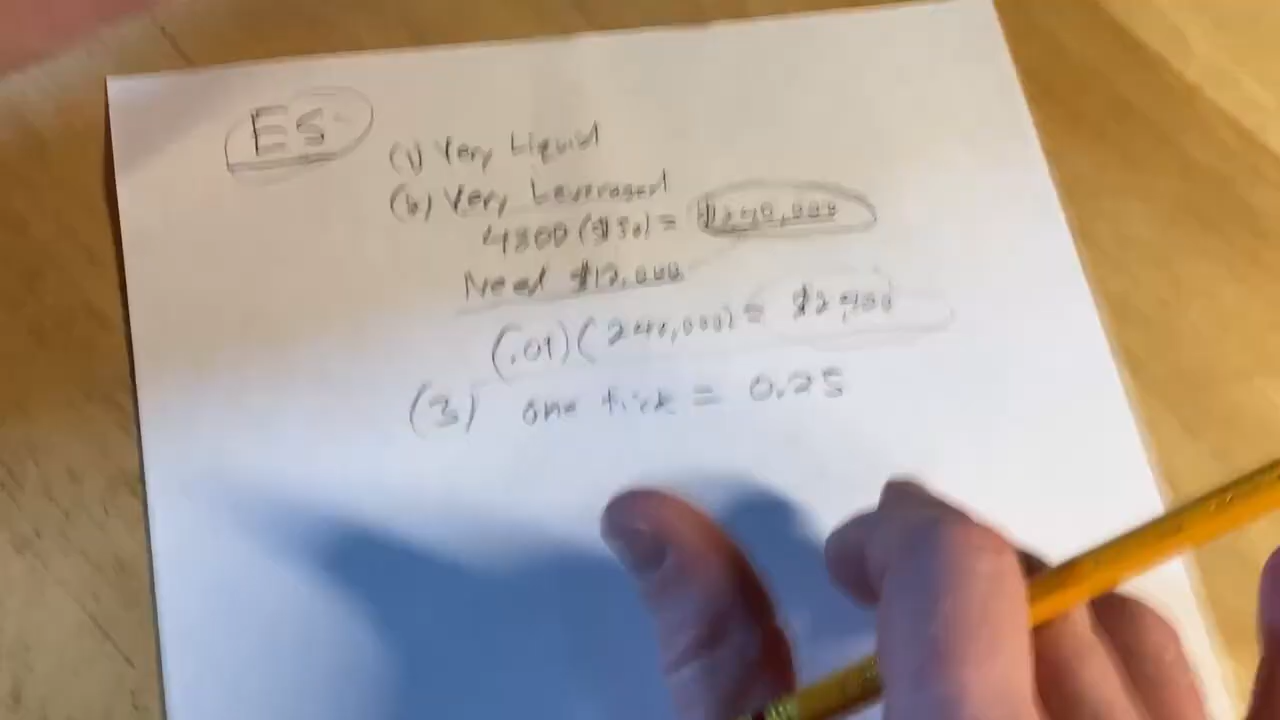 ES
(1) Very Liquid
(2) Very Leveraged
4800 ($50) = $240,000
Need $12,000
(.01)(240,000) = $2,400
(3) one tick = 0.25